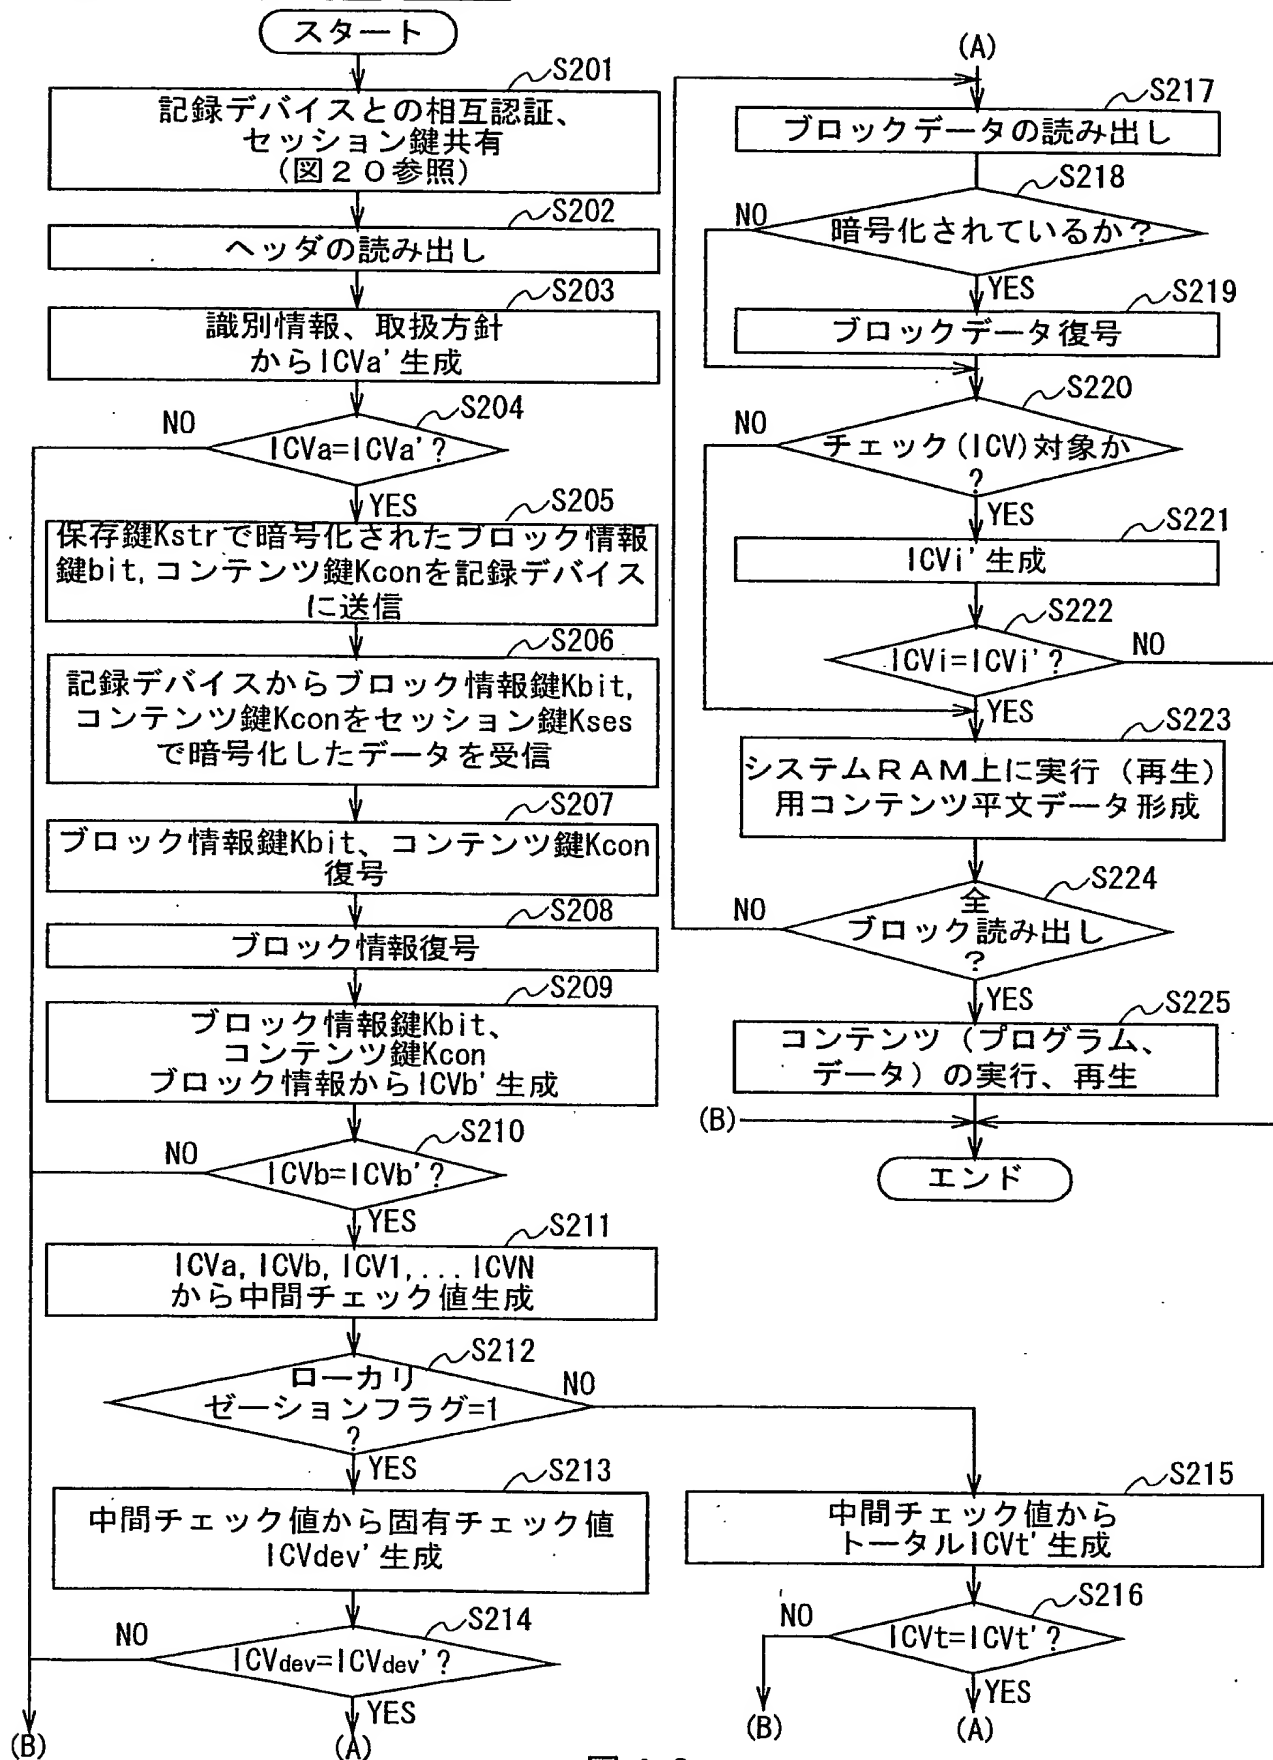 スタート
S201
記録デバイスとの相互認証、
セッション鍵共有
(図20参照)
S202
ヘッダの読み出し
S203
識別情報、取扱方針
からICVa'生成
S204
NO
ICVa=ICVa'?
YES
S205
保存鍵Kstrで暗号化されたブロック情報
鍵bit,コンテンツ鍵Kconを記録デバイス
に送信
S206
記録デバイスからブロック情報鍵Kbit,
コンテンツ鍵Kconをセッション鍵Kses
で暗号化したデータを受信
S207
ブロック情報鍵Kbit、コンテンツ鍵Kcon
復号
S208
ブロック情報復号
S209
ブロック情報鍵Kbit、
コンテンツ鍵Kcon
ブロック情報からICVb'生成
S210
NO
ICVb=ICVb'?
YES
S211
ICVa,ICVb,ICV1,...ICVN
から中間チェック値生成
S212
ローカリ
ゼーションフラグ=1
?
NO
YES
S213
中間チェック値から固有チェック値
ICVdev'生成
S214
NO
ICVdev=ICVdev'?
YES
(B)
(A)
S215
中間チェック値から
トータルICVt'生成
S216
NO
ICVt=ICVt'?
YES
(B)
(A)
(A)
S217
ブロックデータの読み出し
S218
NO
暗号化されているか?
YES
S219
ブロックデータ復号
S220
NO
チェック(ICV)対象か
?
YES
S221
ICVi'生成
S222
ICVi=ICVi'?
NO
YES
S223
システムRAM上に実行(再生)
用コンテンツ平文データ形成
S224
NO
全
ブロック読み出し
?
YES
S225
コンテンツ(プログラム、
データ)の実行、再生
(B)
エンド